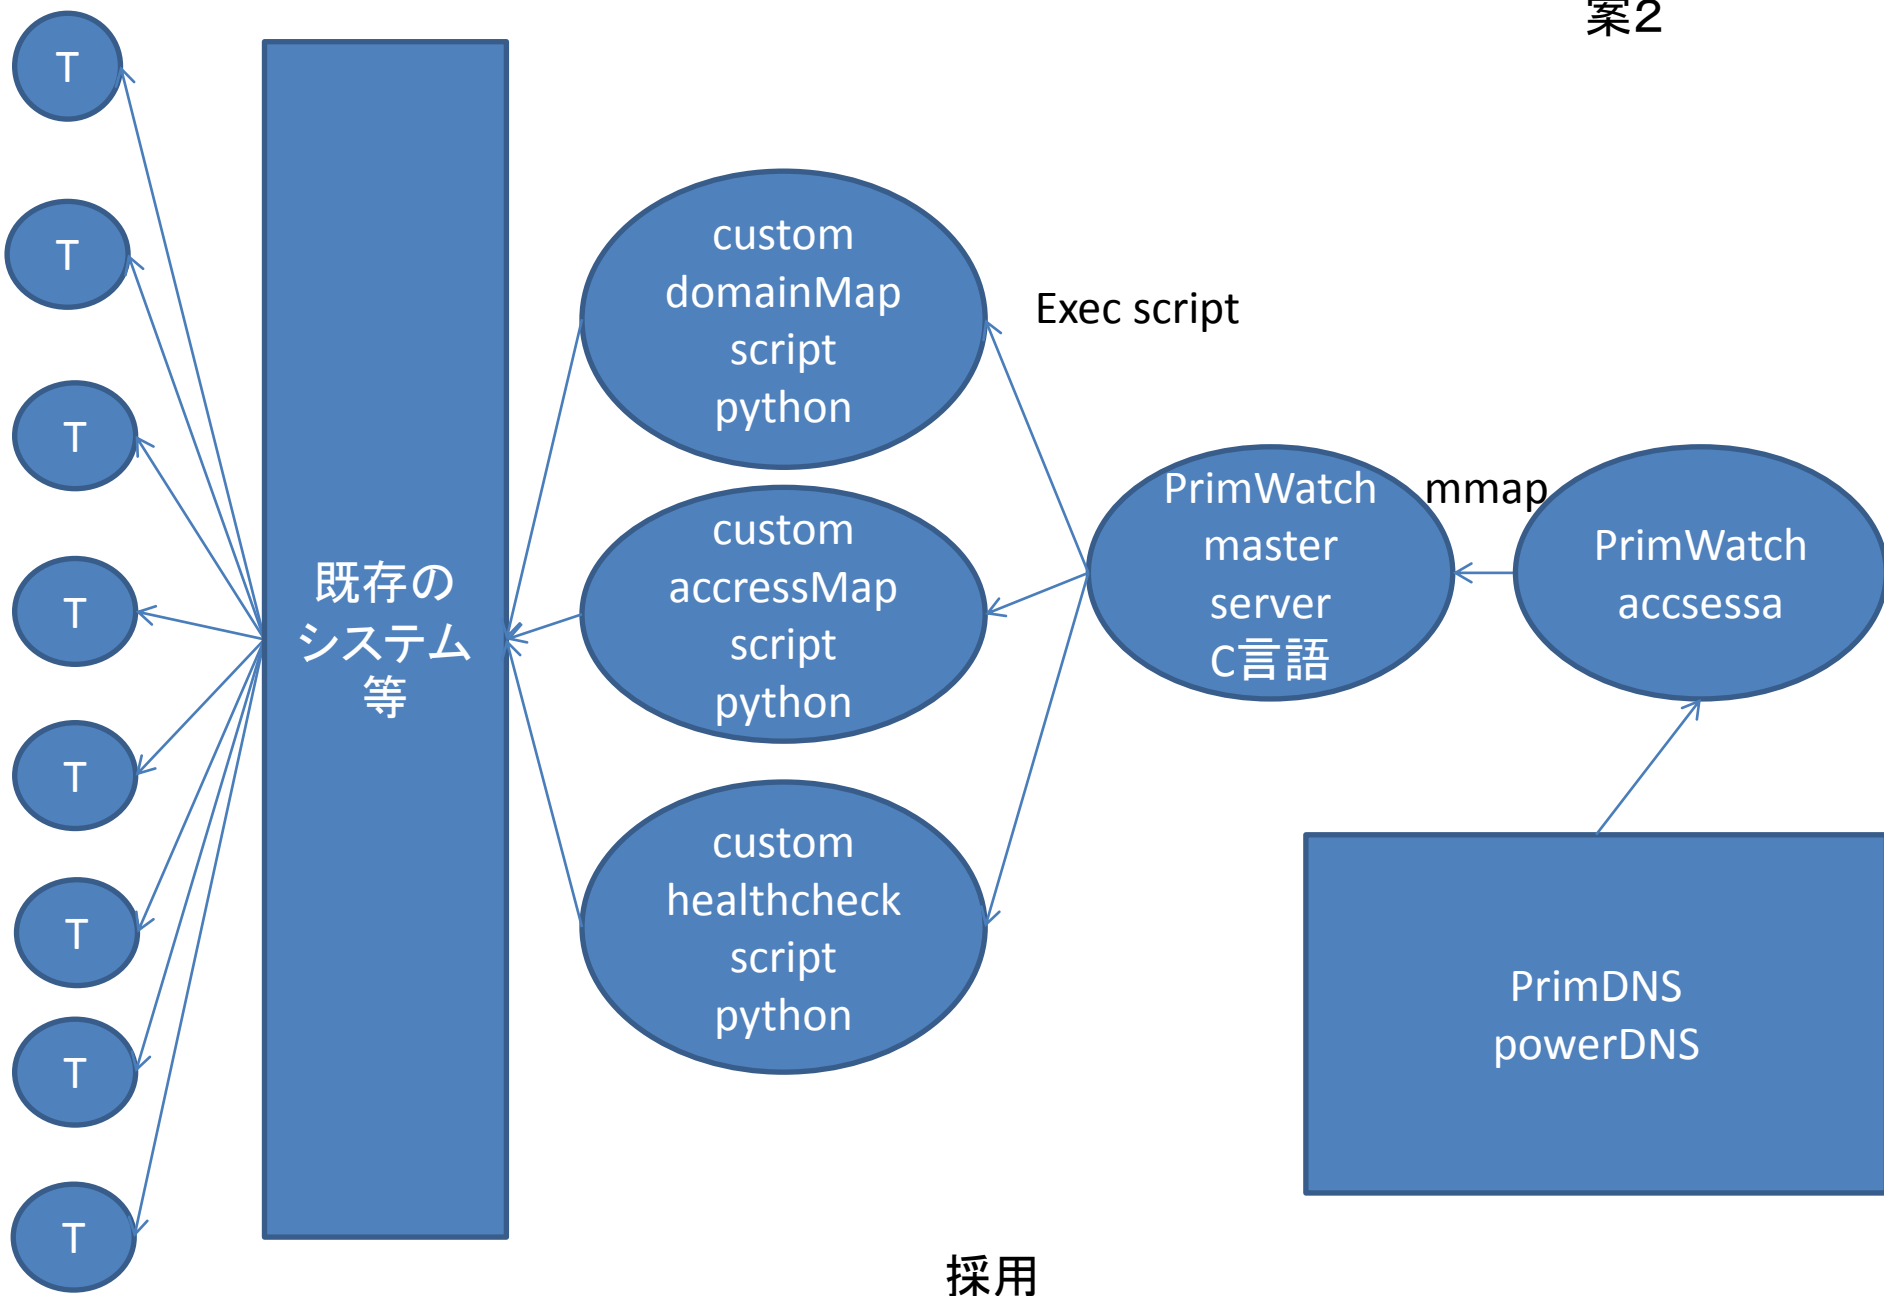 案2
T
T
T
T
T
T
T
T
既存の
システム
等
custom
domainMap
script
python
custom
accressMap
script
python
custom
healthcheck
script
python
Exec script
PrimWatch
master
server
C言語
mmap
PrimWatch
accsessa
PrimDNS
powerDNS
採用